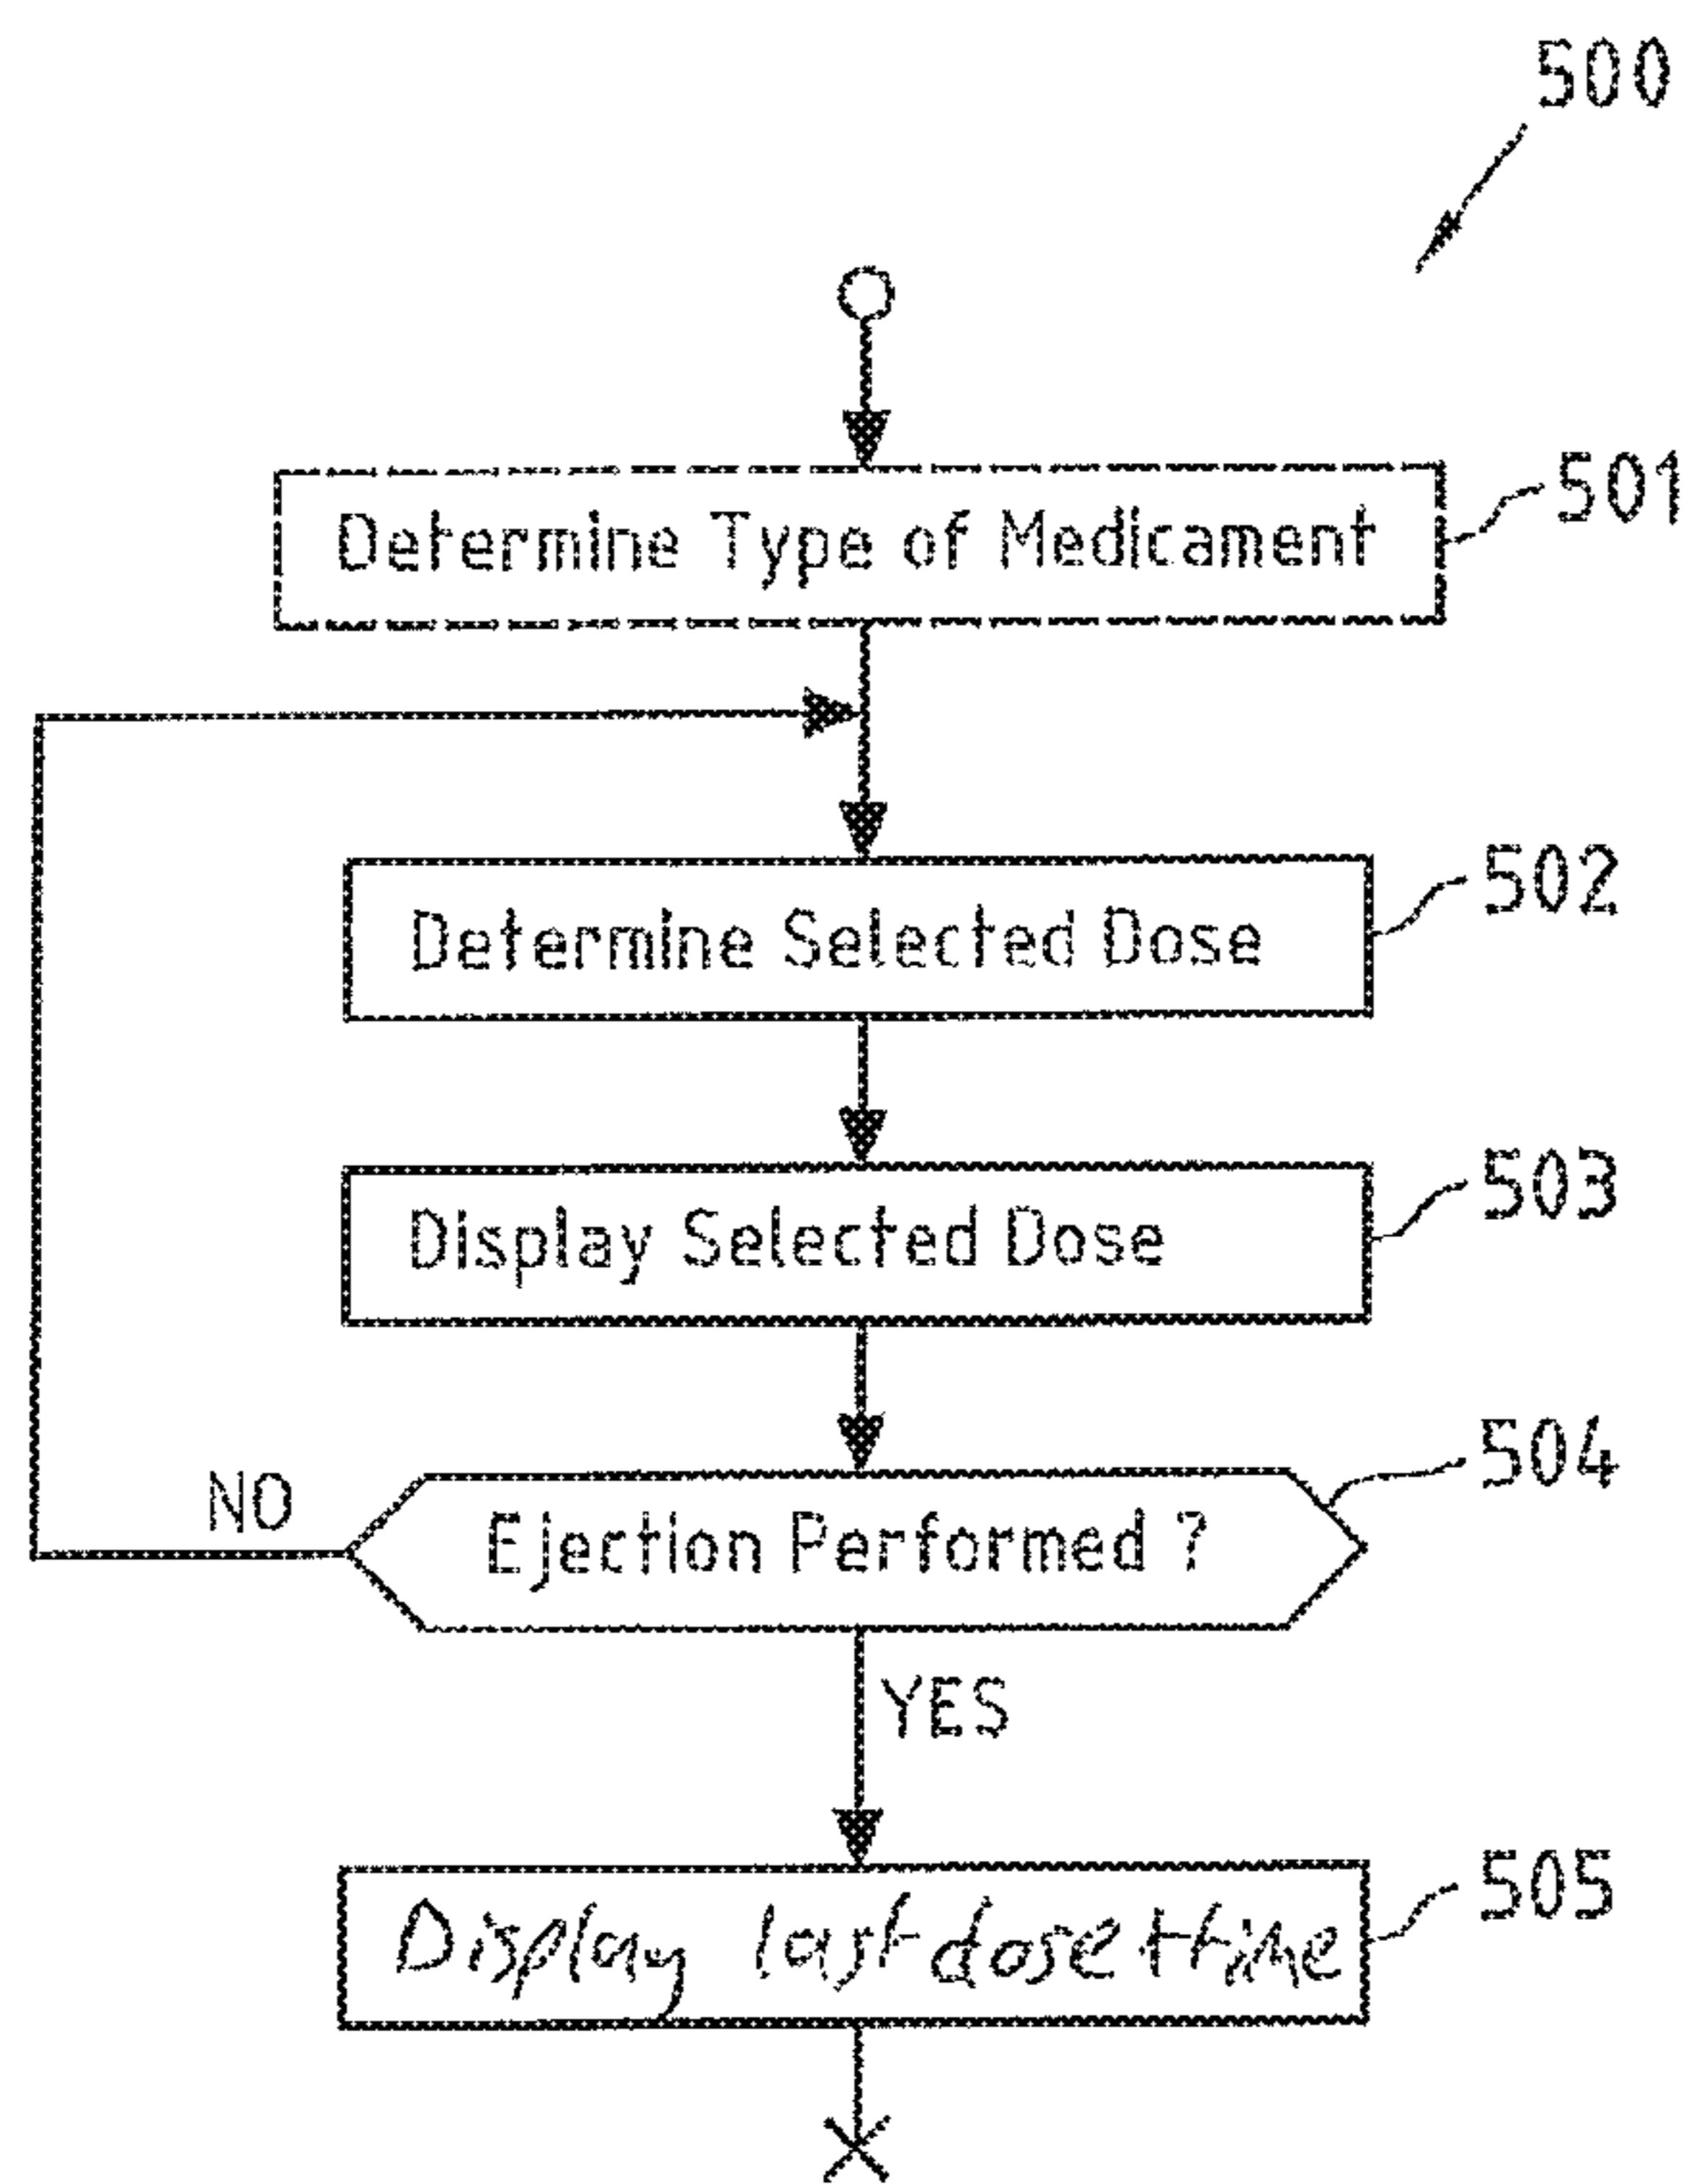 500
Determine Type of Medicament
501
Determine Selected Dose
502
Display Selected Dose
503
Ejection Performed ?
504
NO
YES
Display last dose + time
505